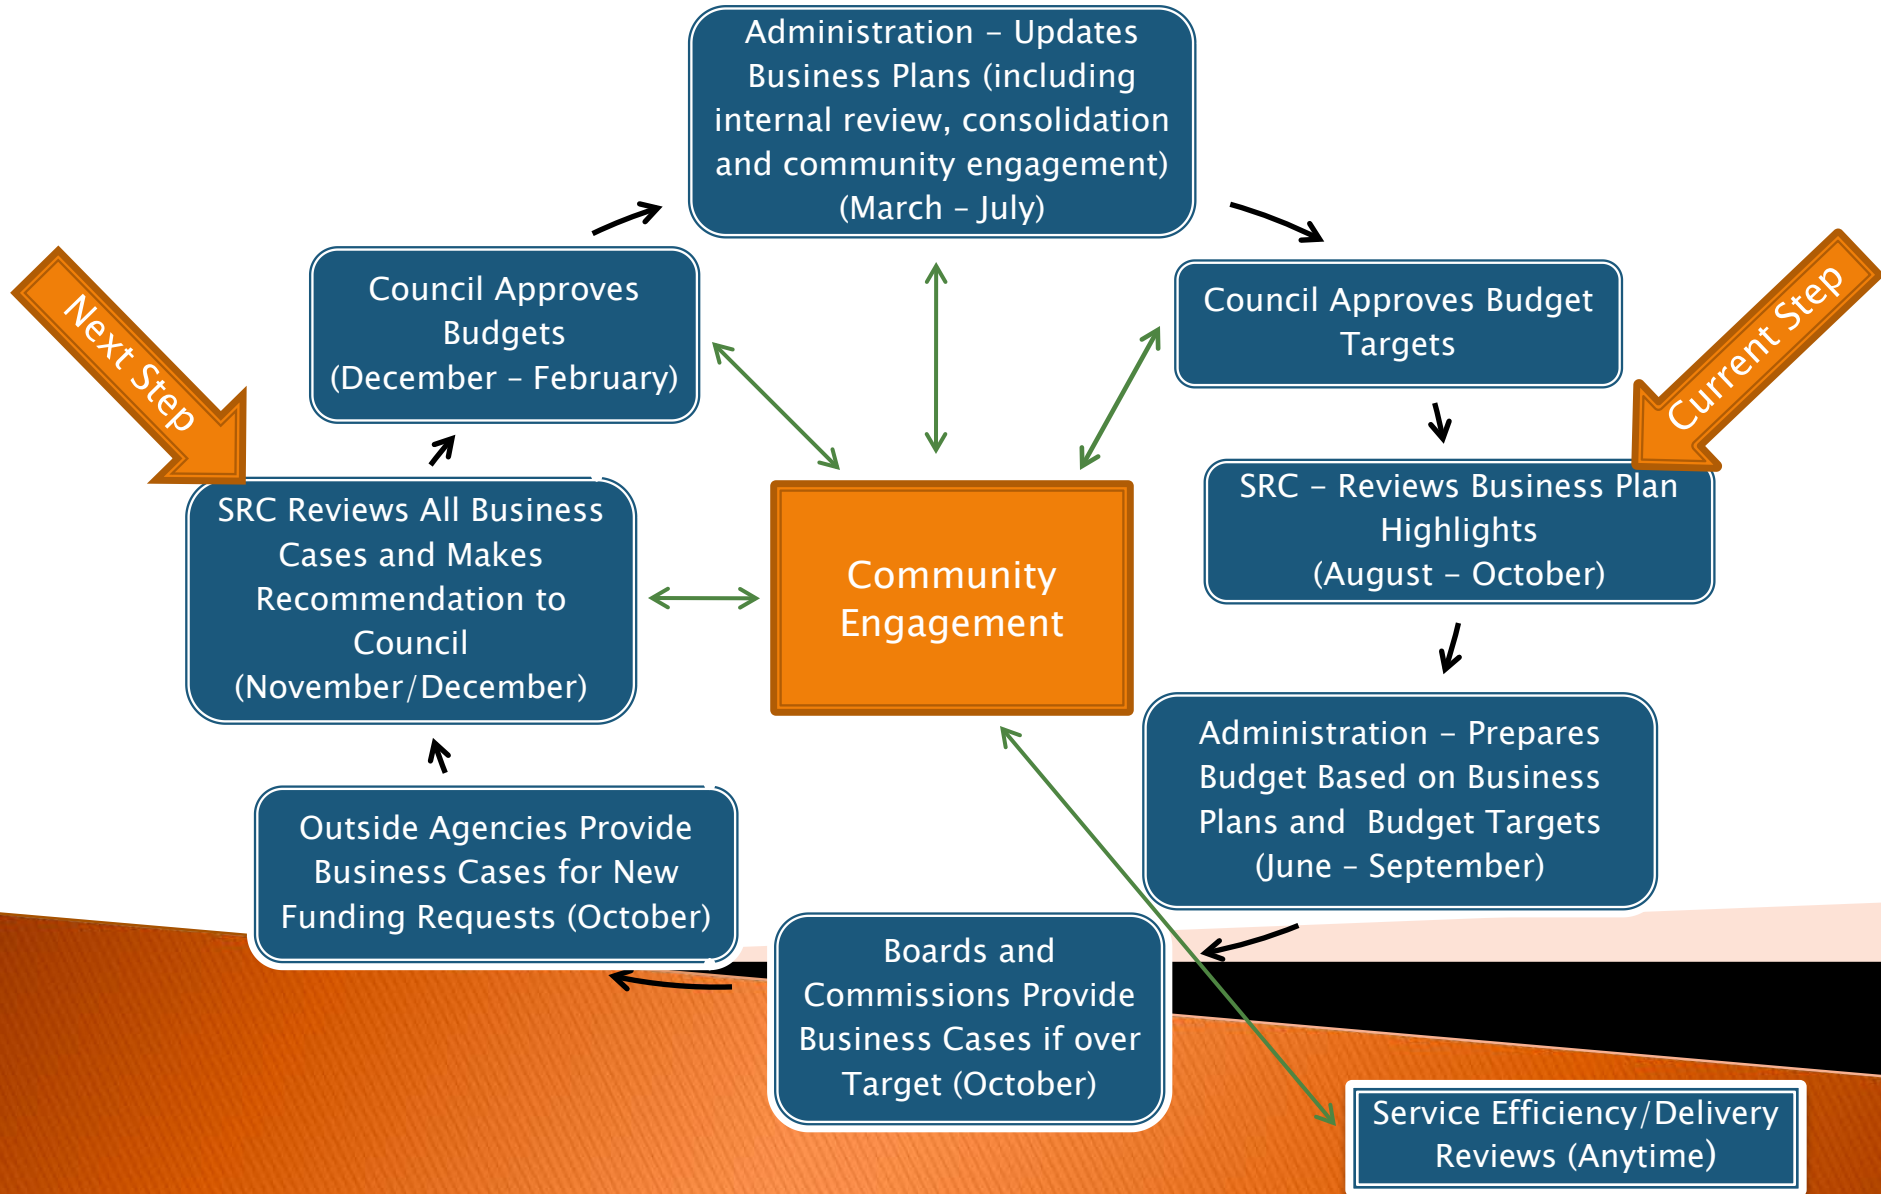 Administration – Updates
Business Plans (including
internal review, consolidation
and community engagement)
(March – July)
Council Approves Budget
Targets
Current Step
SRC – Reviews Business Plan
Highlights
(August – October)
Administration – Prepares
Budget Based on Business
Plans and  Budget Targets
(June – September)
Boards and
Commissions Provide
Business Cases if over
Target (October)
Outside Agencies Provide
Business Cases for New
Funding Requests (October)
Next Step
SRC Reviews All Business
Cases and Makes
Recommendation to
Council
(November/December)
Council Approves
Budgets
(December – February)
Community
Engagement
Service Efficiency/Delivery
Reviews (Anytime)